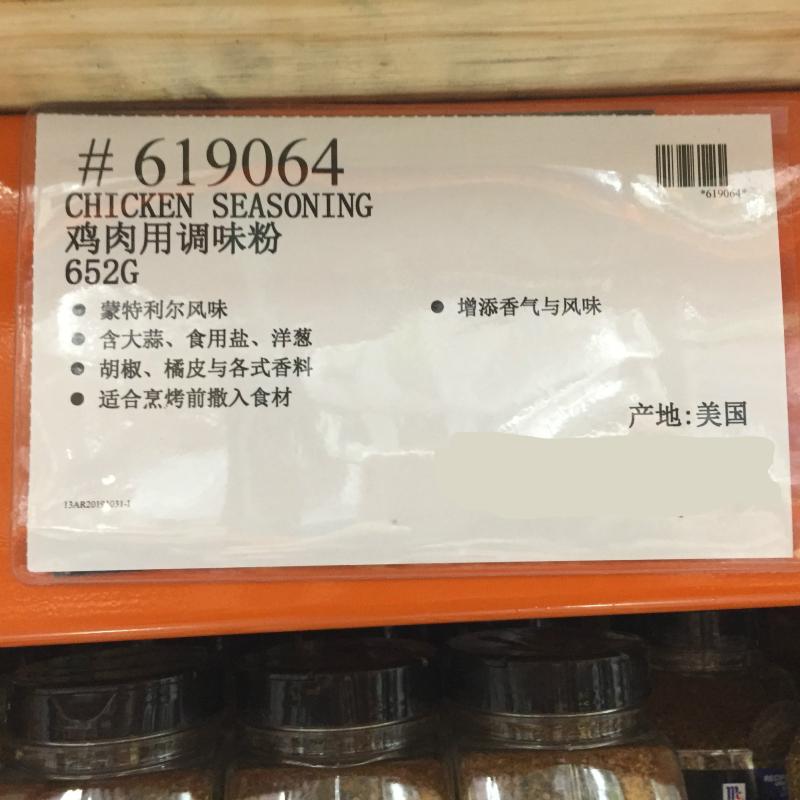 # 619064
*619064*
CHICKEN SEASONING
鸡肉用调味粉
652G
● 蒙特利尔风味
● 含大蒜、食用盐、洋葱
● 胡椒、橘皮与各式香料
● 适合烹烤前撒入食材
● 增添香气与风味
产地:美国